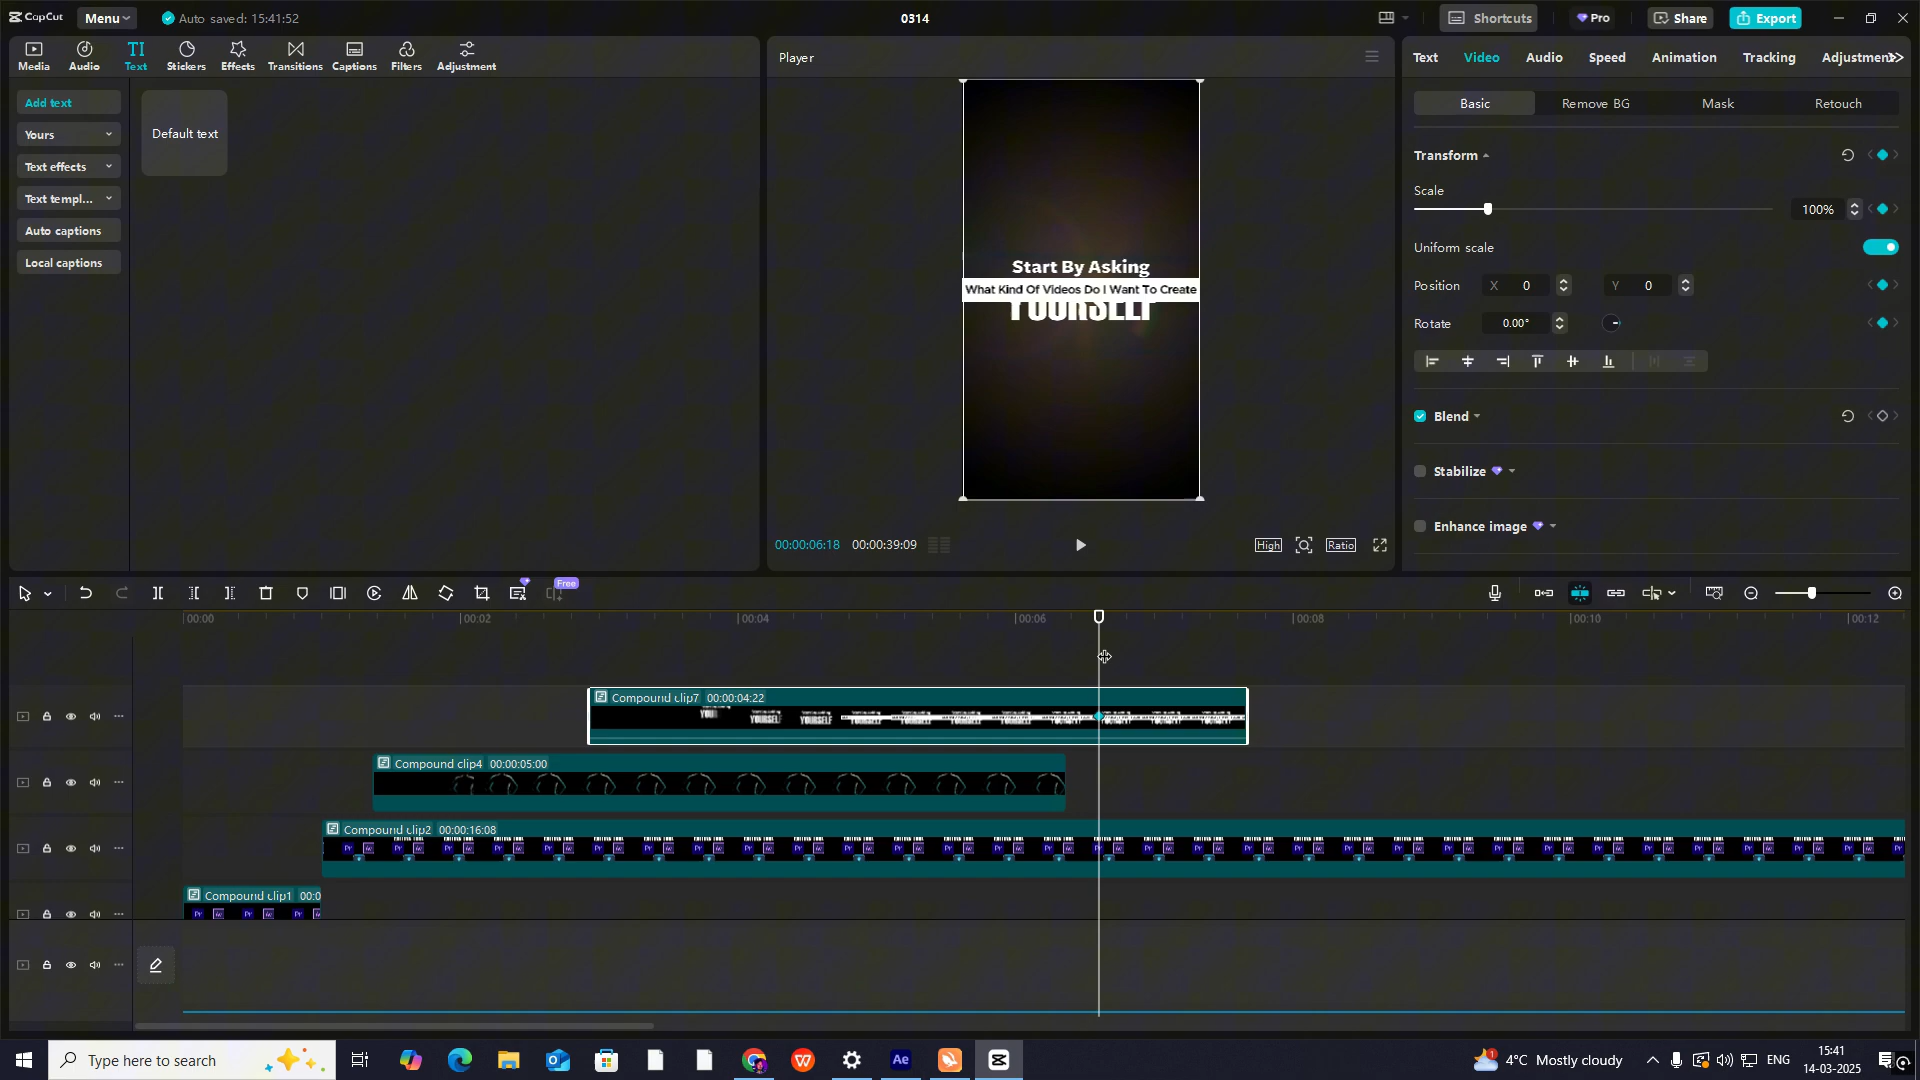 CapCut
Menu
Auto saved: 15:41:52
0314
Shortcuts
Pro
Share
Export
Media
Audio
Text
Stickers
Effects
Transitions
Captions
Filters
Adjustment
Add text
Yours
Text effects
Text templ...
Auto captions
Local captions
Default text
Player
Start By Asking
What Kind Of Videos Do I Want To Create
YOURSELF
00:00:06:18
00:00:39:09
High
Ratio
Text
Video
Audio
Speed
Animation
Tracking
Adjustment
Basic
Remove BG
Mask
Retouch
Transform
Scale
100%
Uniform scale
Position
X
0
Y
0
Rotate
0.00°
Blend
Stabilize
Enhance image
Free
00:00
00:02
00:04
00:06
00:08
00:10
00:12
Compound clip7 00:00:04:22
Compound clip4 00:00:05:00
Compound clip2 00:00:16:08
Compound clip1 00:0
Type here to search
Ae
4°C Mostly cloudy
ENG
15:41
14-03-2025